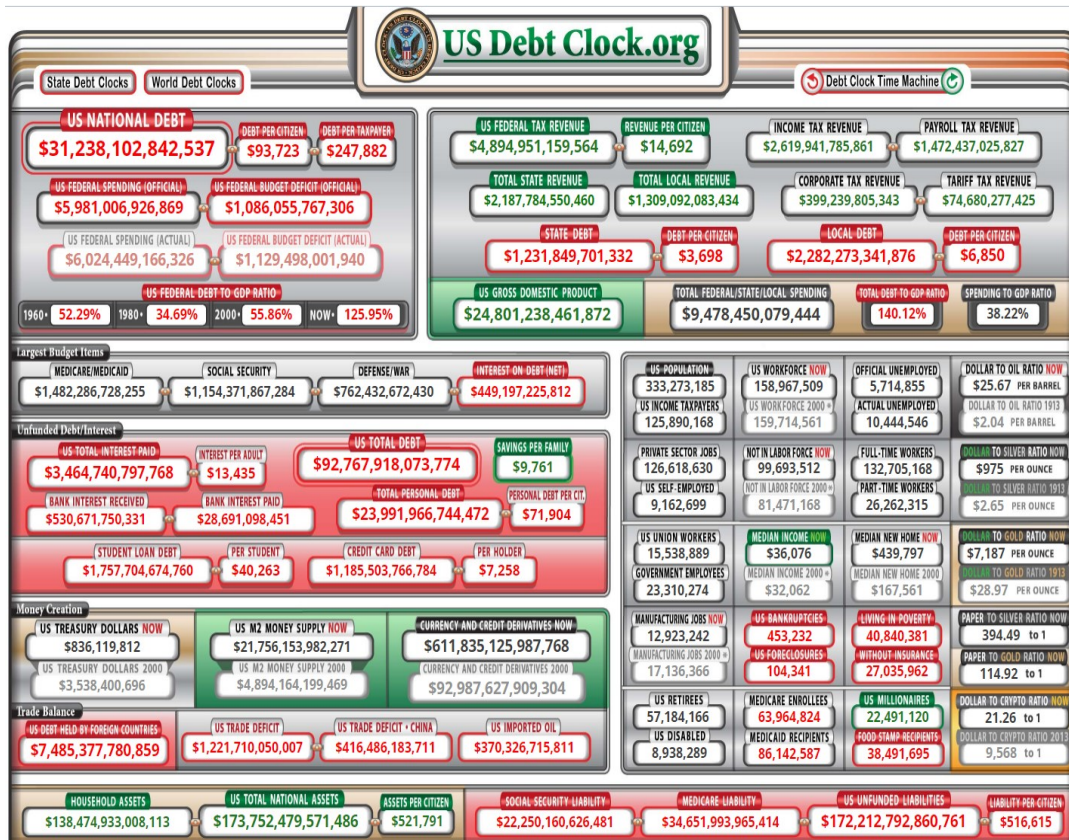 US Debt Clock.org
State Debt Clocks World Debt Clocks
Debt Clock Time Machine
US NATIONAL DEBT
$31,238,102,842,537
DEBT PER CITIZEN
$93,723
DEBT PER TAXPAYER
$247,882
US FEDERAL SPENDING (OFFICIAL)
$5,981,006,926,869
US FEDERAL BUDGET DEFICIT (OFFICIAL)
$1,086,055,767,306
US FEDERAL SPENDING (ACTUAL)
$6,024,449,166,326
US FEDERAL BUDGET DEFICIT (ACTUAL)
$1,129,498,001,940
US FEDERAL DEBT TO GDP RATIO
1960• 52.29% 1980• 34.69% 2000• 55.86% NOW• 125.95%
US FEDERAL TAX REVENUE
$4,894,951,159,564
REVENUE PER CITIZEN
$14,692
INCOME TAX REVENUE
$2,619,941,785,861
PAYROLL TAX REVENUE
$1,472,437,025,827
TOTAL STATE REVENUE
$2,187,784,550,460
TOTAL LOCAL REVENUE
$1,309,092,083,434
CORPORATE TAX REVENUE
$399,239,805,343
TARIFF TAX REVENUE
$74,680,277,425
STATE DEBT
$1,231,849,701,332
DEBT PER CITIZEN
$3,698
LOCAL DEBT
$2,282,273,341,876
DEBT PER CITIZEN
$6,850
US GROSS DOMESTIC PRODUCT
$24,801,238,461,872
TOTAL FEDERAL/STATE/LOCAL SPENDING
$9,478,450,079,444
TOTAL DEBT TO GDP RATIO
140.12%
SPENDING TO GDP RATIO
38.22%
Largest Budget Items
MEDICARE/MEDICAID
$1,482,286,728,255
SOCIAL SECURITY
$1,154,371,867,284
DEFENSE/WAR
$762,432,672,430
INTEREST ON DEBT (NET)
$449,197,225,812
Unfunded Debt/Interest
US TOTAL INTEREST PAID
$3,464,740,797,768
INTEREST PER ADULT
$13,435
US TOTAL DEBT
$92,767,918,073,774
SAVINGS PER FAMILY
$9,761
BANK INTEREST RECEIVED
$530,671,750,331
BANK INTEREST PAID
$28,691,098,451
TOTAL PERSONAL DEBT
$23,991,966,744,472
PERSONAL DEBT PER CIT.
$71,904
STUDENT LOAN DEBT
$1,757,704,674,760
PER STUDENT
$40,263
CREDIT CARD DEBT
$1,185,503,766,784
PER HOLDER
$7,258
Money Creation
US TREASURY DOLLARS NOW
$836,119,812
US TREASURY DOLLARS 2000
$3,538,400,696
US M2 MONEY SUPPLY NOW
$21,756,153,982,271
US M2 MONEY SUPPLY 2000
$4,894,164,199,469
CURRENCY AND CREDIT DERIVATIVES NOW
$611,835,125,987,768
CURRENCY AND CREDIT DERIVATIVES 2000
$92,987,627,909,304
Trade Balance
US DEBT HELD BY FOREIGN COUNTRIES
$7,485,377,780,859
US TRADE DEFICIT
$1,221,710,050,007
US TRADE DEFICIT • CHINA
$416,486,183,711
US IMPORTED OIL
$370,326,715,811
US POPULATION
333,273,185
US INCOME TAXPAYERS
125,890,168
US WORKFORCE NOW
158,967,509
US WORKFORCE 2000
159,714,561
OFFICIAL UNEMPLOYED
5,714,855
ACTUAL UNEMPLOYED
10,444,546
DOLLAR TO OIL RATIO NOW
$25.67 PER BARREL
DOLLAR TO OIL RATIO 1913
$2.04 PER BARREL
PRIVATE SECTOR JOBS
126,618,630
US SELF-EMPLOYED
9,162,699
NOT IN LABOR FORCE NOW
99,693,512
NOT IN LABOR FORCE 2000
81,471,168
FULL-TIME WORKERS
132,705,168
PART-TIME WORKERS
26,262,315
DOLLAR TO SILVER RATIO NOW
$975 PER OUNCE
DOLLAR TO SILVER RATIO 1913
$2.65 PER OUNCE
US UNION WORKERS
15,538,889
GOVERNMENT EMPLOYEES
23,310,274
MEDIAN INCOME NOW
$36,076
MEDIAN INCOME 2000
$32,062
MEDIAN NEW HOME NOW
$439,797
MEDIAN NEW HOME 2000
$167,561
DOLLAR TO GOLD RATIO NOW
$7,187 PER OUNCE
DOLLAR TO GOLD RATIO 1913
$28.97 PER OUNCE
MANUFACTURING JOBS NOW
12,923,242
MANUFACTURING JOBS 2000
17,136,366
US BANKRUPTCIES
453,232
US FORECLOSURES
104,341
LIVING IN POVERTY
40,840,381
WITHOUT INSURANCE
27,035,962
PAPER TO SILVER RATIO NOW
394.49 to 1
PAPER TO GOLD RATIO NOW
114.92 to 1
US RETIREES
57,184,166
US DISABLED
8,938,289
MEDICARE ENROLLEES
63,964,824
MEDICAID RECIPIENTS
86,142,587
US MILLIONAIRES
22,491,120
FOOD STAMP RECIPIENTS
38,491,695
DOLLAR TO CRYPTO RATIO NOW
21.26 to 1
DOLLAR TO CRYPTO RATIO 2013
9,568 to 1
HOUSEHOLD ASSETS
$138,474,933,008,113
US TOTAL NATIONAL ASSETS
$173,752,479,571,486
ASSETS PER CITIZEN
$521,791
SOCIAL SECURITY LIABILITY
$22,250,160,626,481
MEDICARE LIABILITY
$34,651,993,965,414
US UNFUNDED LIABILITIES
$172,212,792,860,761
LIABILITY PER CITIZEN
$516,615